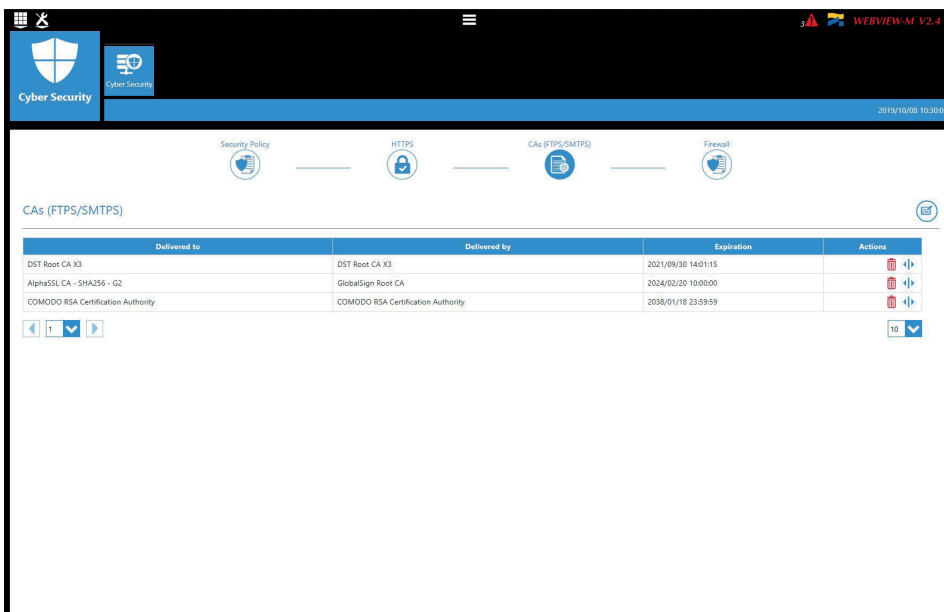 3
WEBVIEW-M V2.4
Cyber Security
Cyber Security
2019/10/08 10:30:0
Security Policy
HTTPS
CAs (FTPS/SMTPS)
Firewall
CAs (FTPS/SMTPS)
Delivered to Delivered by Expiration Actions
DST Root CA X3 DST Root CA X3 2021/09/30 14:01:15
AlphaSSL CA - SHA256 - G2 GlobalSign Root CA 2024/02/20 10:00:00
COMODO RSA Certification Authority COMODO RSA Certification Authority 2038/01/18 23:59:59
1
10